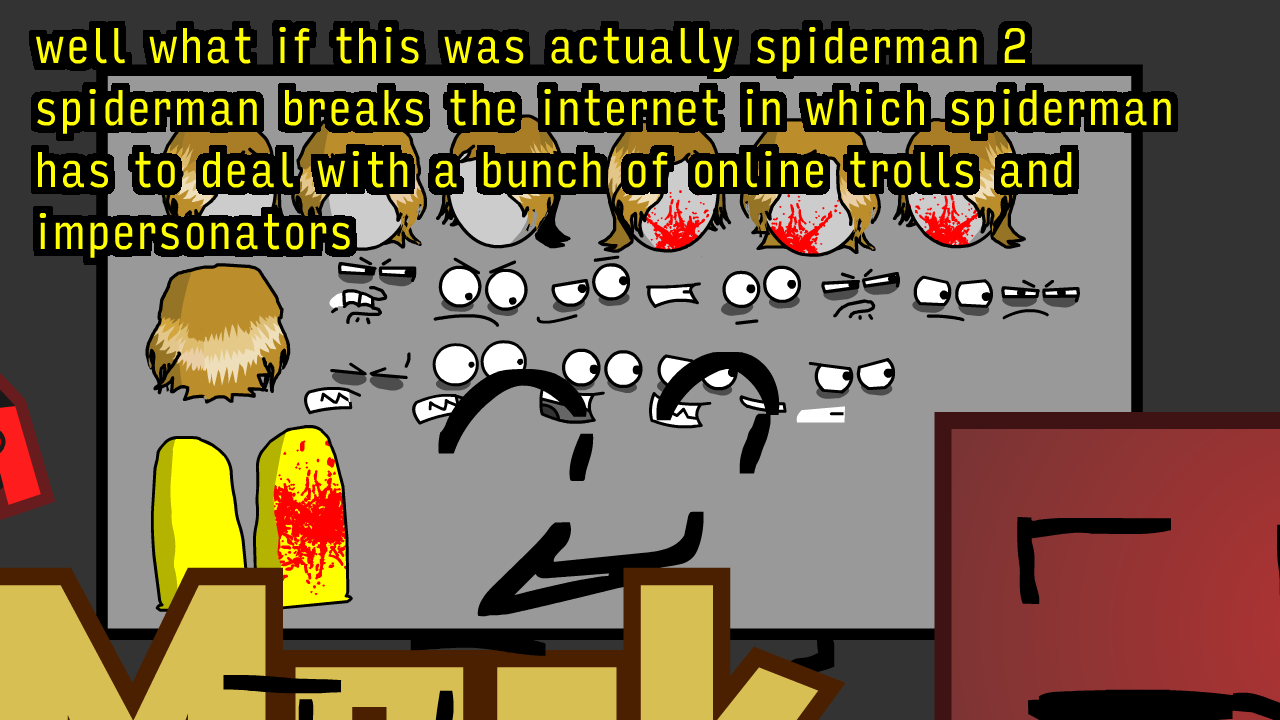 well what if this was actually spiderman 2
spiderman breaks the internet in which spiderman
has to deal with a bunch of online trolls and
impersonators